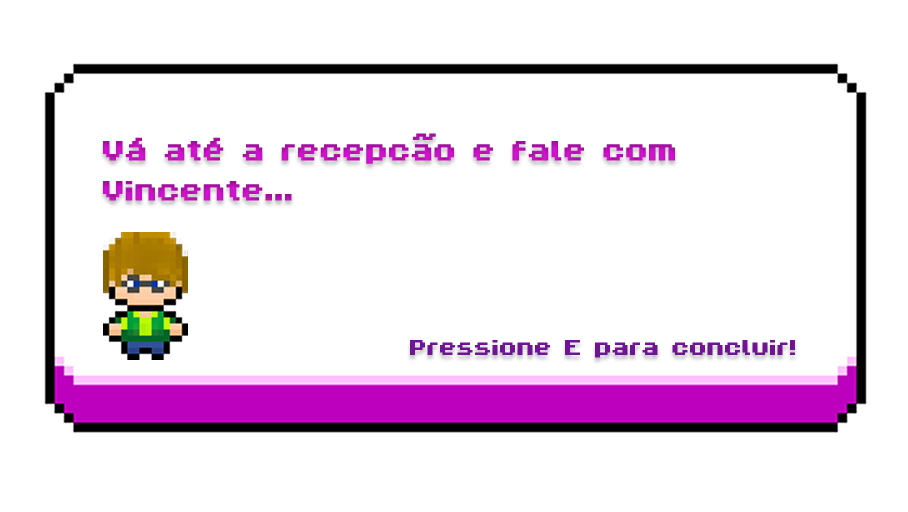 Vá até a recepcão e fale com
Vincente...
Pressione E para concluir!